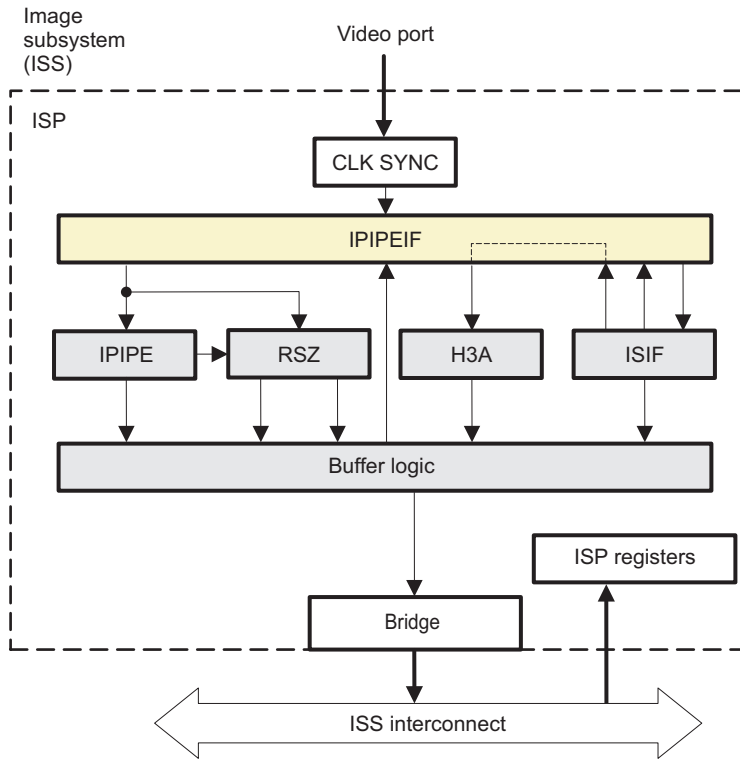 Image
subsystem
(ISS)
Video port
ISP
CLK SYNC
IPIPEIF
IPIPE
RSZ
H3A
ISIF
Buffer logic
ISP registers
Bridge
ISS interconnect